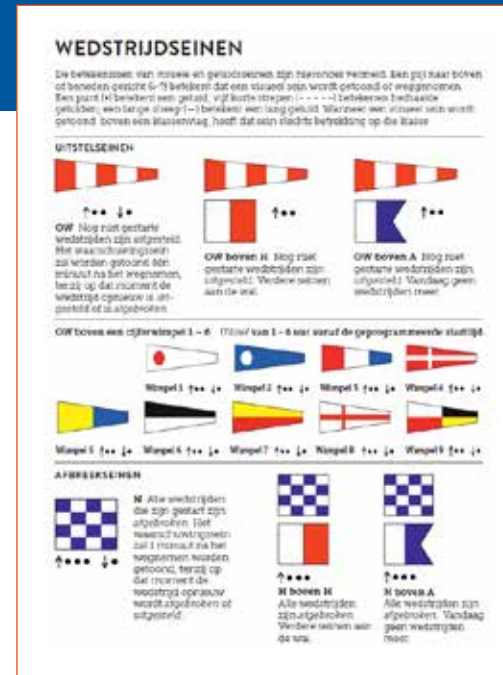 WEDSTRIJDSEINEN
De betekenissen van visuele en geluidsseinen zijn hieronder vermeld. Een pijl naar boven
of beneden gericht betekent dat een visueel sein wordt getoond of weggenomen.
Een punt (•) betekent een geluid; vijf korte strepen (- - - - -) betekenen herhaalde
geluiden; een lange streep (—) betekent een lang geluid. Wanneer een visueel sein wordt
getoond boven een klassenvlag, heeft dat sein slechts betrekking op die klasse
UITSTELSEINEN
↑•• ↓•
OW Nog niet gestarte
wedstrijden zijn uitgesteld.
Het waarschuwingssein
zal worden getoond één
minuut na het wegnemen,
tenzij op dat moment de
wedstrijd opnieuw is uit-
gesteld of is afgebroken
↑••
OW boven H Nog niet
gestarte wedstrijden zijn
uitgesteld. Verdere seinen
aan de wal.
↑••
OW boven A Nog niet
gestarte wedstrijden zijn
uitgesteld. Vandaag geen
wedstrijden meer.
OW boven een cijferwimpel 1 – 6 Uitstel van 1 – 6 uur vanaf de geprogrammeerde starttijd
Wimpel 1 ↑•• ↓•
Wimpel 2 ↑•• ↓•
Wimpel 3 ↑•• ↓•
Wimpel 4 ↑•• ↓•
Wimpel 5 ↑•• ↓•
Wimpel 6 ↑•• ↓•
Wimpel 7 ↑•• ↓•
Wimpel 8 ↑•• ↓•
Wimpel 9 ↑•• ↓•
AFBREEKSEINEN
↑••• ↓•
N Alle wedstrijden
die zijn gestart zijn
afgebroken. Het
waarschuwingssein
zal 1 minuut na het
wegnemen worden
getoond, tenzij op
dat moment de
wedstrijd opnieuw
wordt afgebroken of
uitgesteld
↑•••
N boven H
Alle wedstrijden
zijn afgebroken.
Verdere seinen aan
de wal.
↑•••
N boven A
Alle wedstrijden zijn
afgebroken. Vandaag
geen wedstrijden
meer.